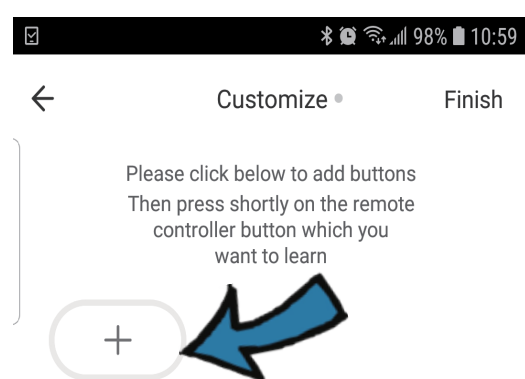 98% 10:59
Customize Finish
Please click below to add buttons
Then press shortly on the remote
controller button which you
want to learn